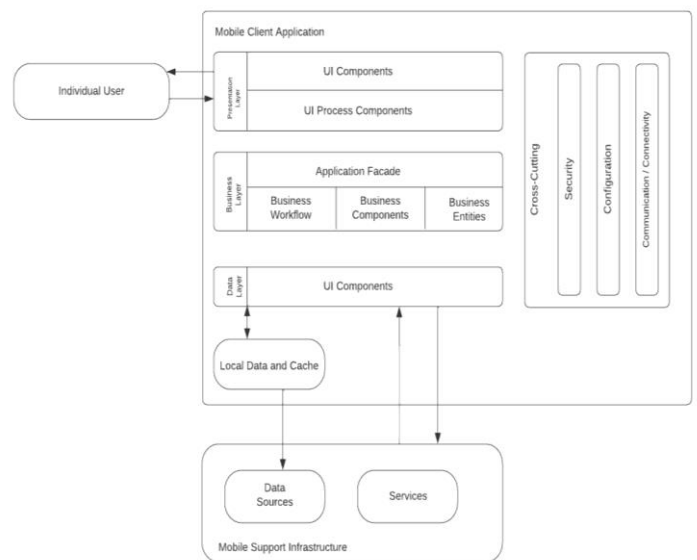 Mobile Client Application
Individual User
Presentation
Layer
UI Components
UI Process Components
Business
Layer
Application Facade
Business
Workflow
Business
Components
Business
Entities
Data
Layer
UI Components
Local Data and Cache
Cross-Cutting
Security
Configuration
Communication / Connectivity
Data
Sources
Services
Mobile Support Infrastructure